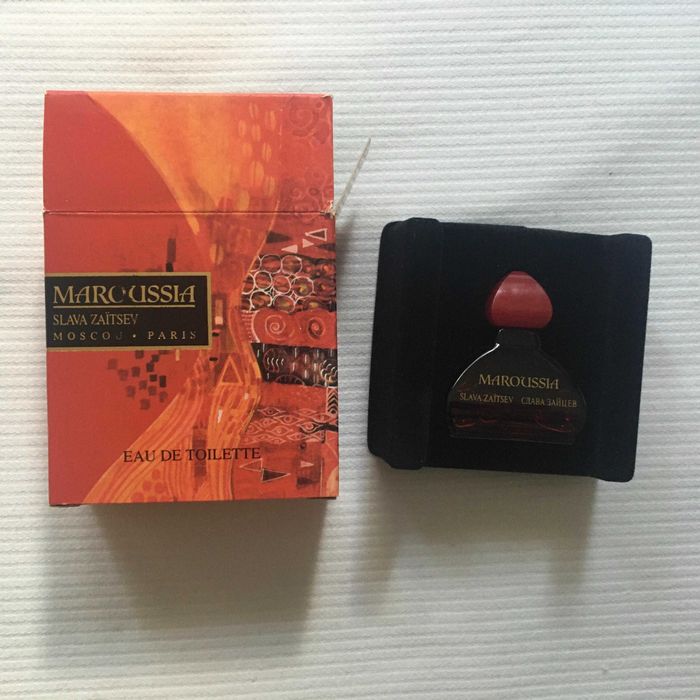 MAROUSSIA
SLAVA ZAÏTSEV
MOSCOU • PARIS
EAU DE TOILETTE
MAROUSSIA
SLAVA ZAÏTSEV СЛАВА ЗАЙЦЕВ